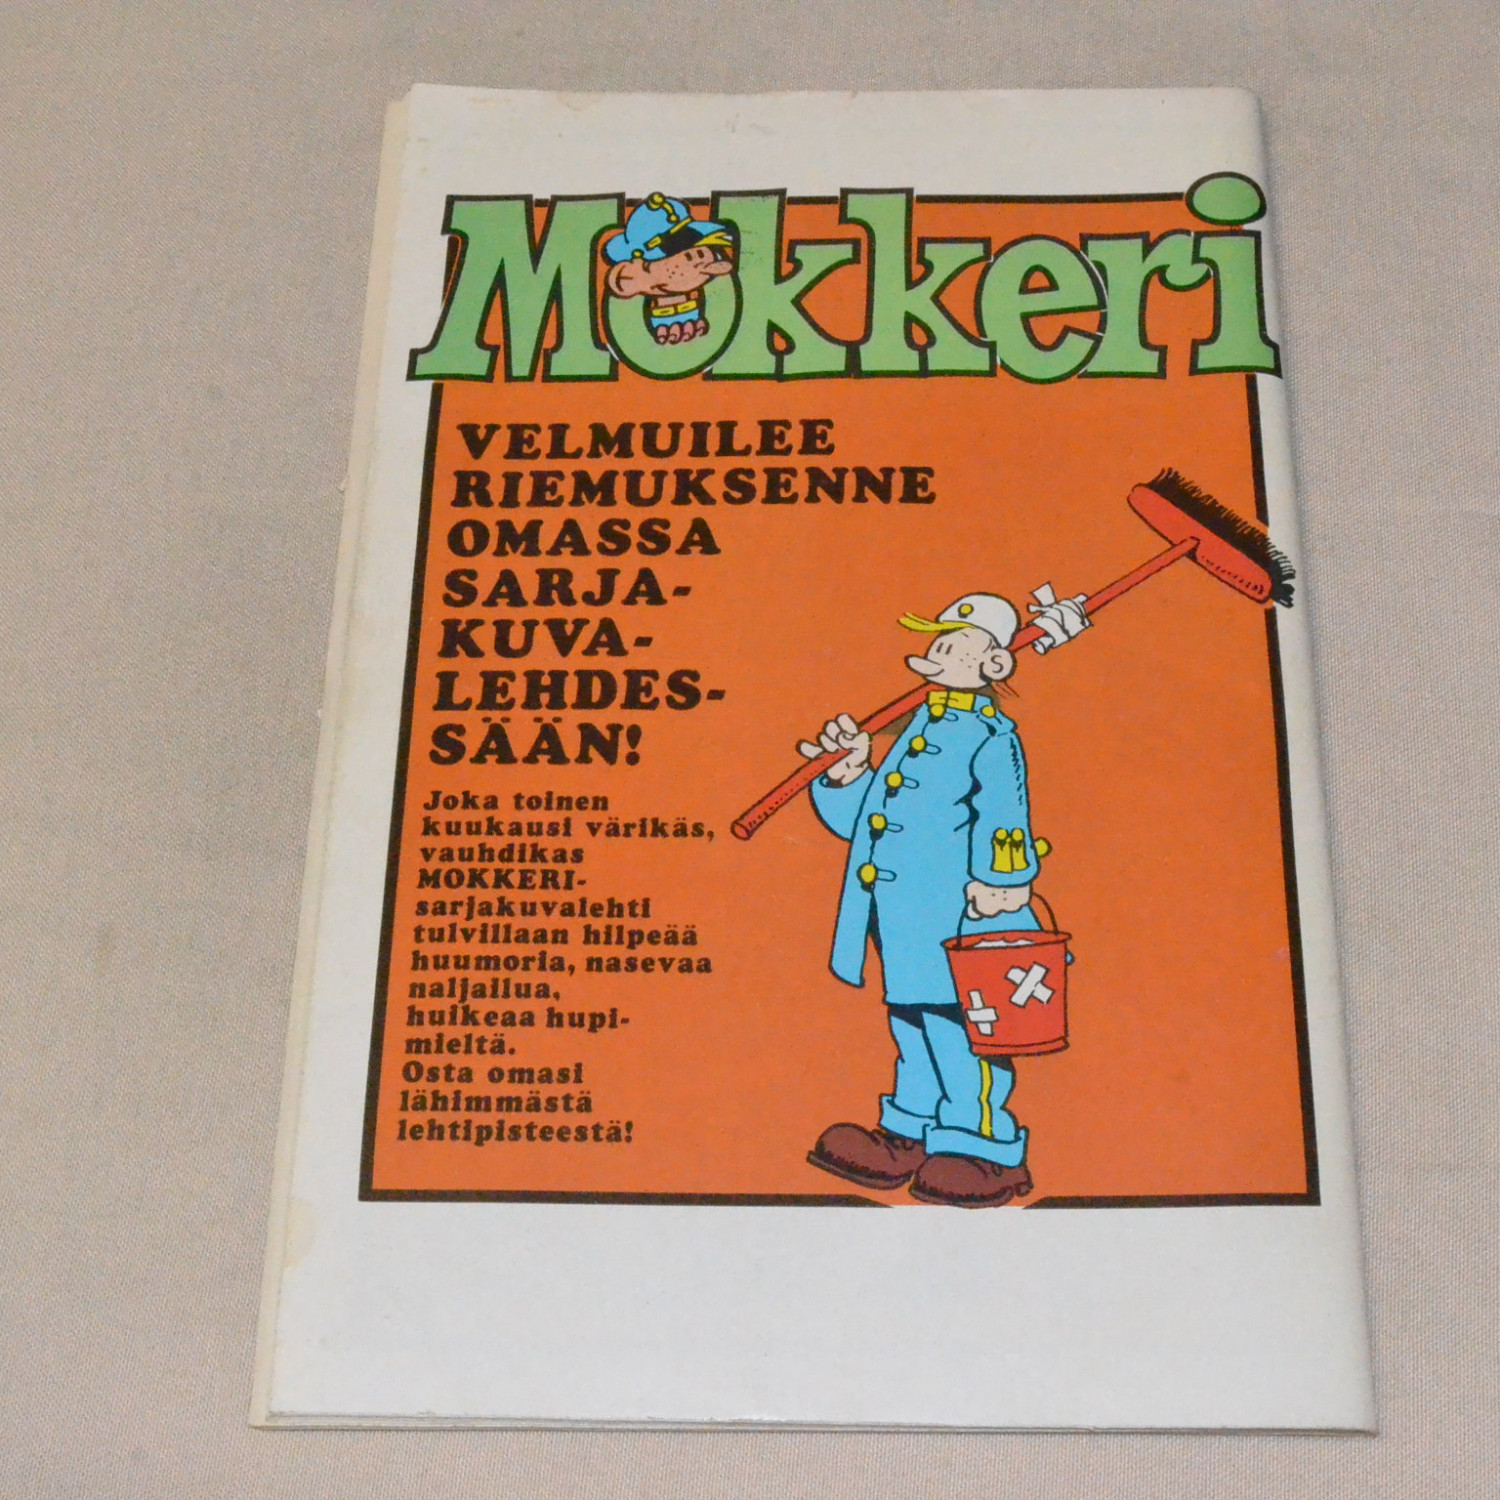 Mokkeri
VELMUILEE
RIEMUKSENNE
OMASSA
SARJA-
KUVA-
LEHDES-
SÄÄN!
Joka toinen
kuukausi värikäs,
vauhdikas
MOKKERI-
sarjakuvalehti
tulvillaan hilpeää
huumoria, nasevaa
naljailua,
huikeaa hupi-
mieltä.
Osta omasi
lähimmästä
lehtipisteestä!